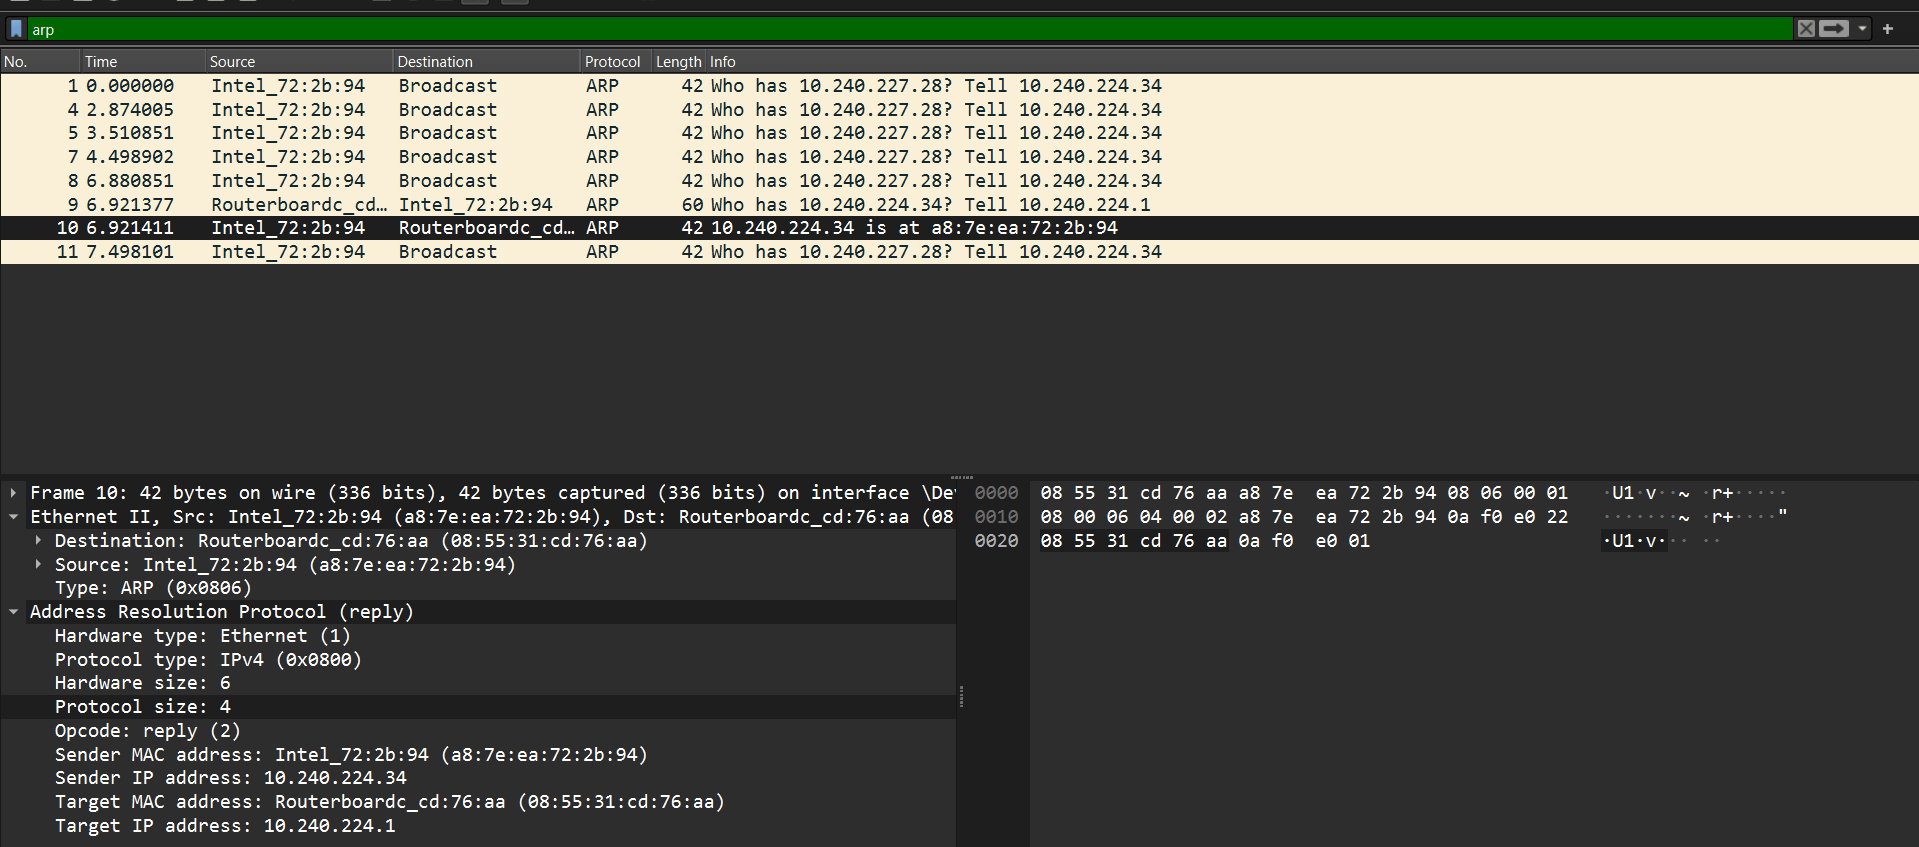 arp
No. Time Source Destination Protocol Length Info
1 0.000000 Intel_72:2b:94 Broadcast ARP 42 Who has 10.240.227.28? Tell 10.240.224.34
4 2.874005 Intel_72:2b:94 Broadcast ARP 42 Who has 10.240.227.28? Tell 10.240.224.34
5 3.510851 Intel_72:2b:94 Broadcast ARP 42 Who has 10.240.227.28? Tell 10.240.224.34
7 4.498902 Intel_72:2b:94 Broadcast ARP 42 Who has 10.240.227.28? Tell 10.240.224.34
8 6.880851 Intel_72:2b:94 Broadcast ARP 42 Who has 10.240.227.28? Tell 10.240.224.34
9 6.921377 Routerboardc_cd… Intel_72:2b:94 ARP 60 Who has 10.240.224.34? Tell 10.240.224.1
10 6.921411 Intel_72:2b:94 Routerboardc_cd… ARP 42 10.240.224.34 is at a8:7e:ea:72:2b:94
11 7.498101 Intel_72:2b:94 Broadcast ARP 42 Who has 10.240.227.28? Tell 10.240.224.34
Frame 10: 42 bytes on wire (336 bits), 42 bytes captured (336 bits) on interface \Dev
Ethernet II, Src: Intel_72:2b:94 (a8:7e:ea:72:2b:94), Dst: Routerboardc_cd:76:aa (08
Destination: Routerboardc_cd:76:aa (08:55:31:cd:76:aa)
Source: Intel_72:2b:94 (a8:7e:ea:72:2b:94)
Type: ARP (0x0806)
Address Resolution Protocol (reply)
Hardware type: Ethernet (1)
Protocol type: IPv4 (0x0800)
Hardware size: 6
Protocol size: 4
Opcode: reply (2)
Sender MAC address: Intel_72:2b:94 (a8:7e:ea:72:2b:94)
Sender IP address: 10.240.224.34
Target MAC address: Routerboardc_cd:76:aa (08:55:31:cd:76:aa)
Target IP address: 10.240.224.1
0000 08 55 31 cd 76 aa a8 7e ea 72 2b 94 08 06 00 01 ·U1·v··~ ·r+·····
0010 08 00 06 04 00 02 a8 7e ea 72 2b 94 0a f0 e0 22 ·······~ ·r+····"
0020 08 55 31 cd 76 aa 0a f0 e0 01 ·U1·v··· ··